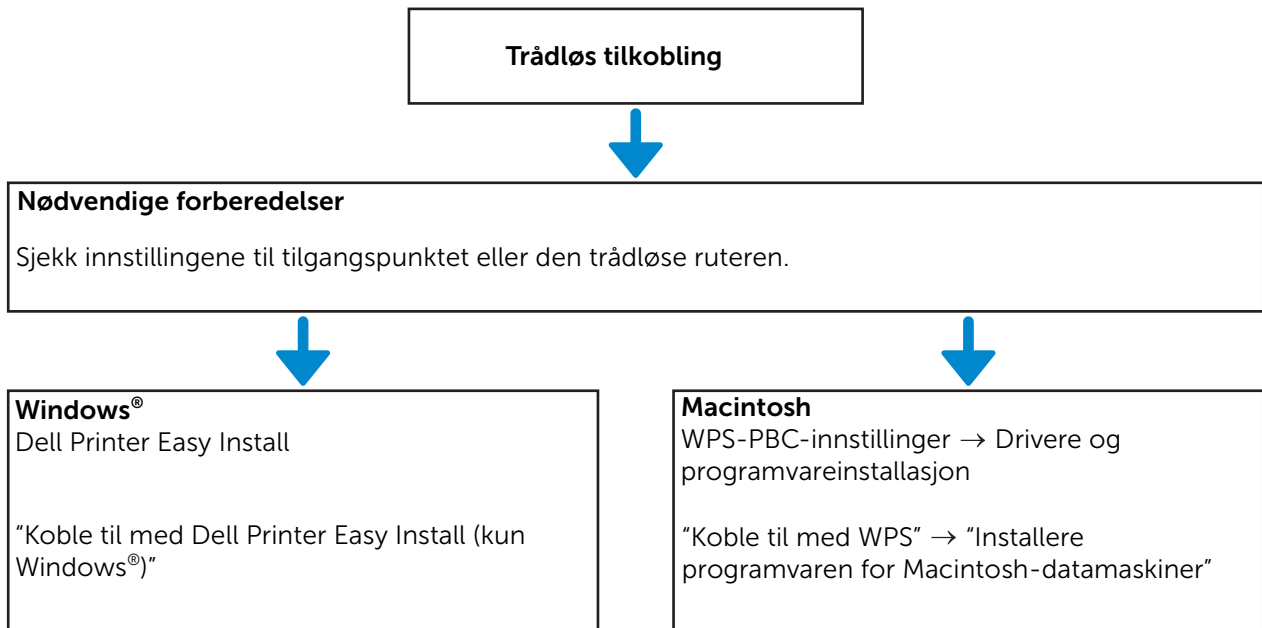 Trådløs tilkobling
Nødvendige forberedelser
Sjekk innstillingene til tilgangspunktet eller den trådløse ruteren.
Windows®
Dell Printer Easy Install
“Koble til med Dell Printer Easy Install (kun
Windows®)”
Macintosh
WPS-PBC-innstillinger → Drivere og
programvareinstallasjon
“Koble til med WPS” → “Installere
programvaren for Macintosh-datamaskiner”